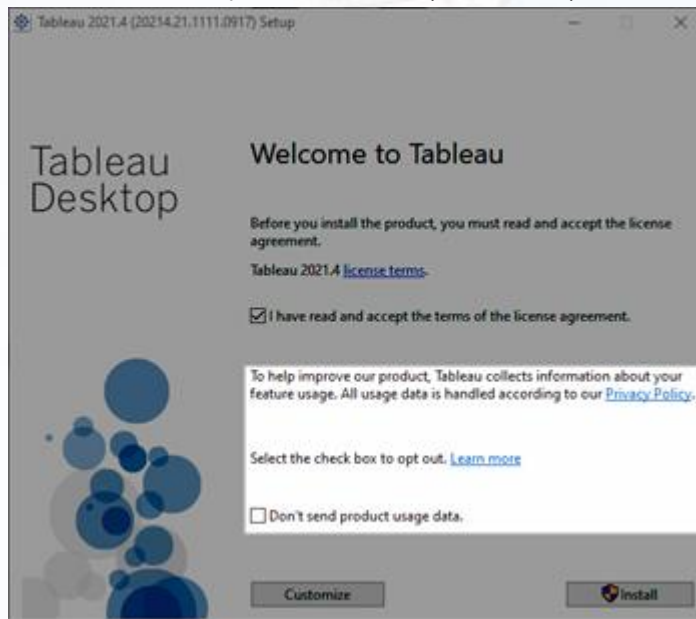 Tableau 2021.4 (20214.21.1111.0917) Setup
Tableau
Desktop
Welcome to Tableau
Before you install the product, you must read and accept the license
agreement.
Tableau 2021.4 license terms.
I have read and accept the terms of the license agreement.
To help improve our product, Tableau collects information about your
feature usage. All usage data is handled according to our Privacy Policy.
Select the check box to opt out. Learn more
Don't send product usage data.
Customize
Install